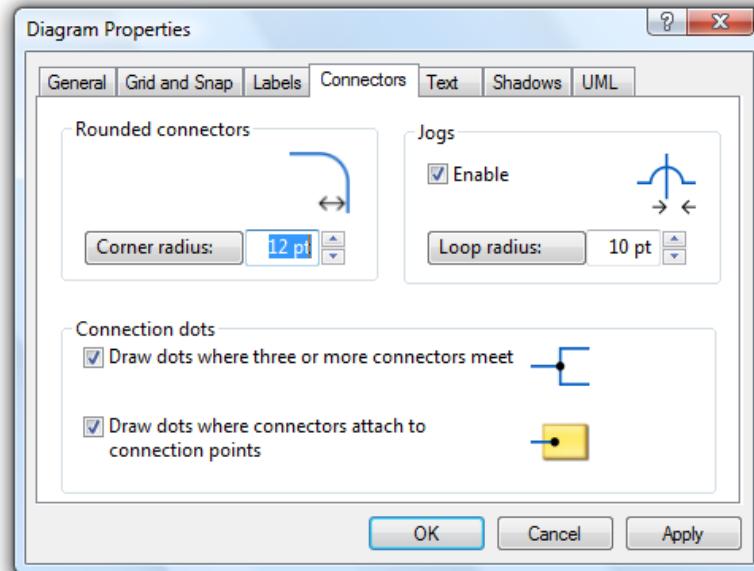 Diagram Properties
General Grid and Snap Labels Connectors Text Shadows UML
Rounded connectors
Corner radius: 12 pt
Jogs
Enable
Loop radius: 10 pt
Connection dots
Draw dots where three or more connectors meet
Draw dots where connectors attach to
connection points
OK Cancel Apply